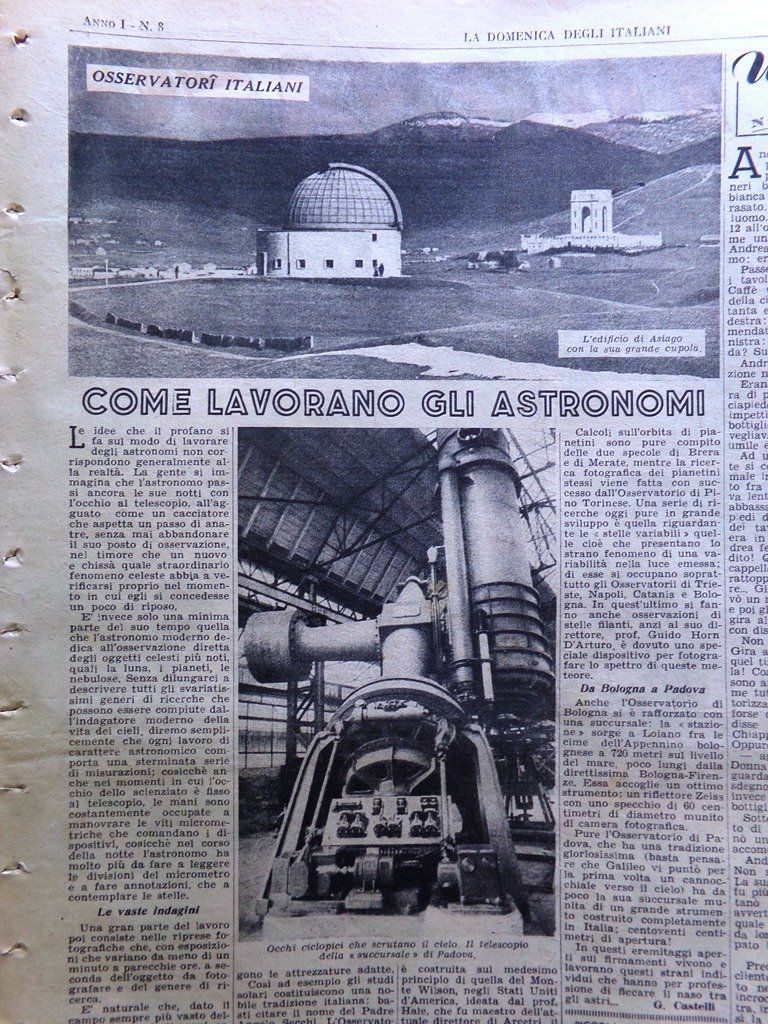 ANNO I - N. 8
LA DOMENICA DEGLI ITALIANI
OSSERVATORÎ ITALIANI
L'edificio di Asiago
con la sua grande cupola.
COME LAVORANO GLI ASTRONOMI
Le idee che il profano si
fa sul modo di lavorare
degli astronomi non cor-
rispondono generalmente al-
la realtà. La gente si im-
magina che l'astronomo pas-
si ancora le sue notti con
l'occhio al telescopio, all'ag-
guato come un cacciatore
che aspetta un passo di ana-
tre, senza mai abbandonare
il suo posto di osservazione,
nel timore che un nuovo
e chissà quale straordinario
fenomeno celeste abbia a
verificarsi proprio nel momen-
to in cui egli si concedesse
un poco di riposo.
E' invece solo una minima
parte del suo tempo quella
che l'astronomo moderno de-
dica all'osservazione diretta
degli oggetti celesti più noti,
quali la luna, i pianeti, le
nebulose. Senza dilungarci a
descrivere tutti gli svariatis-
simi generi di ricerche che
possono essere compiute dal-
l'indagatore moderno della
vita dei cieli, diremo sempli-
cemente che ogni lavoro di
carattere astronomico com-
porta una sterminata serie
di misurazioni; cosicchè an-
che nei momenti in cui l'oc-
chio dello scienziato è fisso
al telescopio, le mani sono
costantemente occupate a
manovrare le viti microme-
triche che comandano i di-
spositivi, cosicchè nel corso
della notte l'astronomo ha
molto più da fare a leggere
le divisioni del micrometro
e a fare annotazioni, che a
contemplare le stelle.
Le vaste indagini
Una gran parte del lavoro
poi consiste nelle riprese fo-
tografiche che, con esposizio-
ni che variano da meno di un
minuto a parecchie ore, a se-
conda dell'oggetto da foto-
grafare e del genere di ri-
cerca.
E' naturale che, dato il
campo sempre più vasto del-
Occhi ciclopici che scrutano il cielo. Il telescopio
della « succursale » di Padova.
gono le attrezzature adatte.
Così ad esempio gli studi
solari costituiscono una no-
bile tradizione italiana: ba-
sti citare il nome del Padre
Angelo Secchi. L'Osservato-
è costruita sul medesimo
principio di quella del Mon-
te Wilson, negli Stati Uniti
d'America, ideata dal prof.
Hale, che fu maestro dell'at-
tuale direttore di Arcetri, il
Calcoli sull'orbita di pia-
netini sono pure compito
delle due specole di Brera
e di Merate, mentre la ricer-
ca fotografica dei pianetini
stessi viene fatta con suc-
cesso dall'Osservatorio di Pi-
no Torinese. Una serie di ri-
cerche oggi pure in grande
sviluppo è quella riguardan-
te le « stelle variabili » quel-
le cioè che presentano lo
strano fenomeno di una va-
riabilità nella luce emessa;
di esse si occupano soprat-
tutto gli Osservatorii di Trie-
ste, Napoli, Catania e Bolo-
gna. In quest'ultimo si fan-
no anche osservazioni di
stelle filanti, anzi al suo di-
rettore, prof. Guido Horn
D'Arturo, è dovuto uno spe-
ciale dispositivo per fotogra-
fare lo spettro di queste me-
teore.
Da Bologna a Padova
Anche l'Osservatorio di
Bologna si è rafforzato con
una succursale: la « stazio-
ne » sorge a Loiano fra le
cime dell'Appennino bolo-
gnese a 720 metri sul livello
del mare, poco lungi dalla
direttissima Bologna-Firen-
ze. Essa accoglie un ottimo
strumento: un riflettore Zeiss
con uno specchio di 60 cen-
timetri di diametro munito
di camera fotografica.
Pure l'Osservatorio di Pa-
dova, che ha una tradizione
gloriosissima (basta pensa-
re che Galileo vi puntò per
la prima volta un cannoc-
chiale verso il cielo) ha da
poco la sua succursale mu-
nita di un grande strumen-
to costruito completamente
in Italia; centoventi centi-
metri di apertura!
In questi eremitaggi aper-
ti sui firmamenti vivono e
lavorano questi strani indi-
vidui che hanno per profes-
sione di ficcare il naso tra
gli astri...
G. Castelli